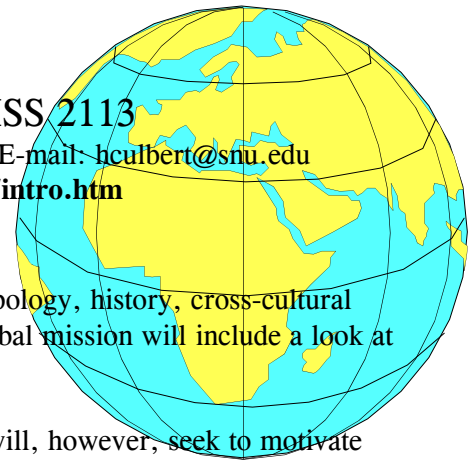 ISS 2113
E-mail: hculbert@snu.edu
/intro.htm
pology, history, cross-cultural
bal mission will include a look at
will, however, seek to motivate